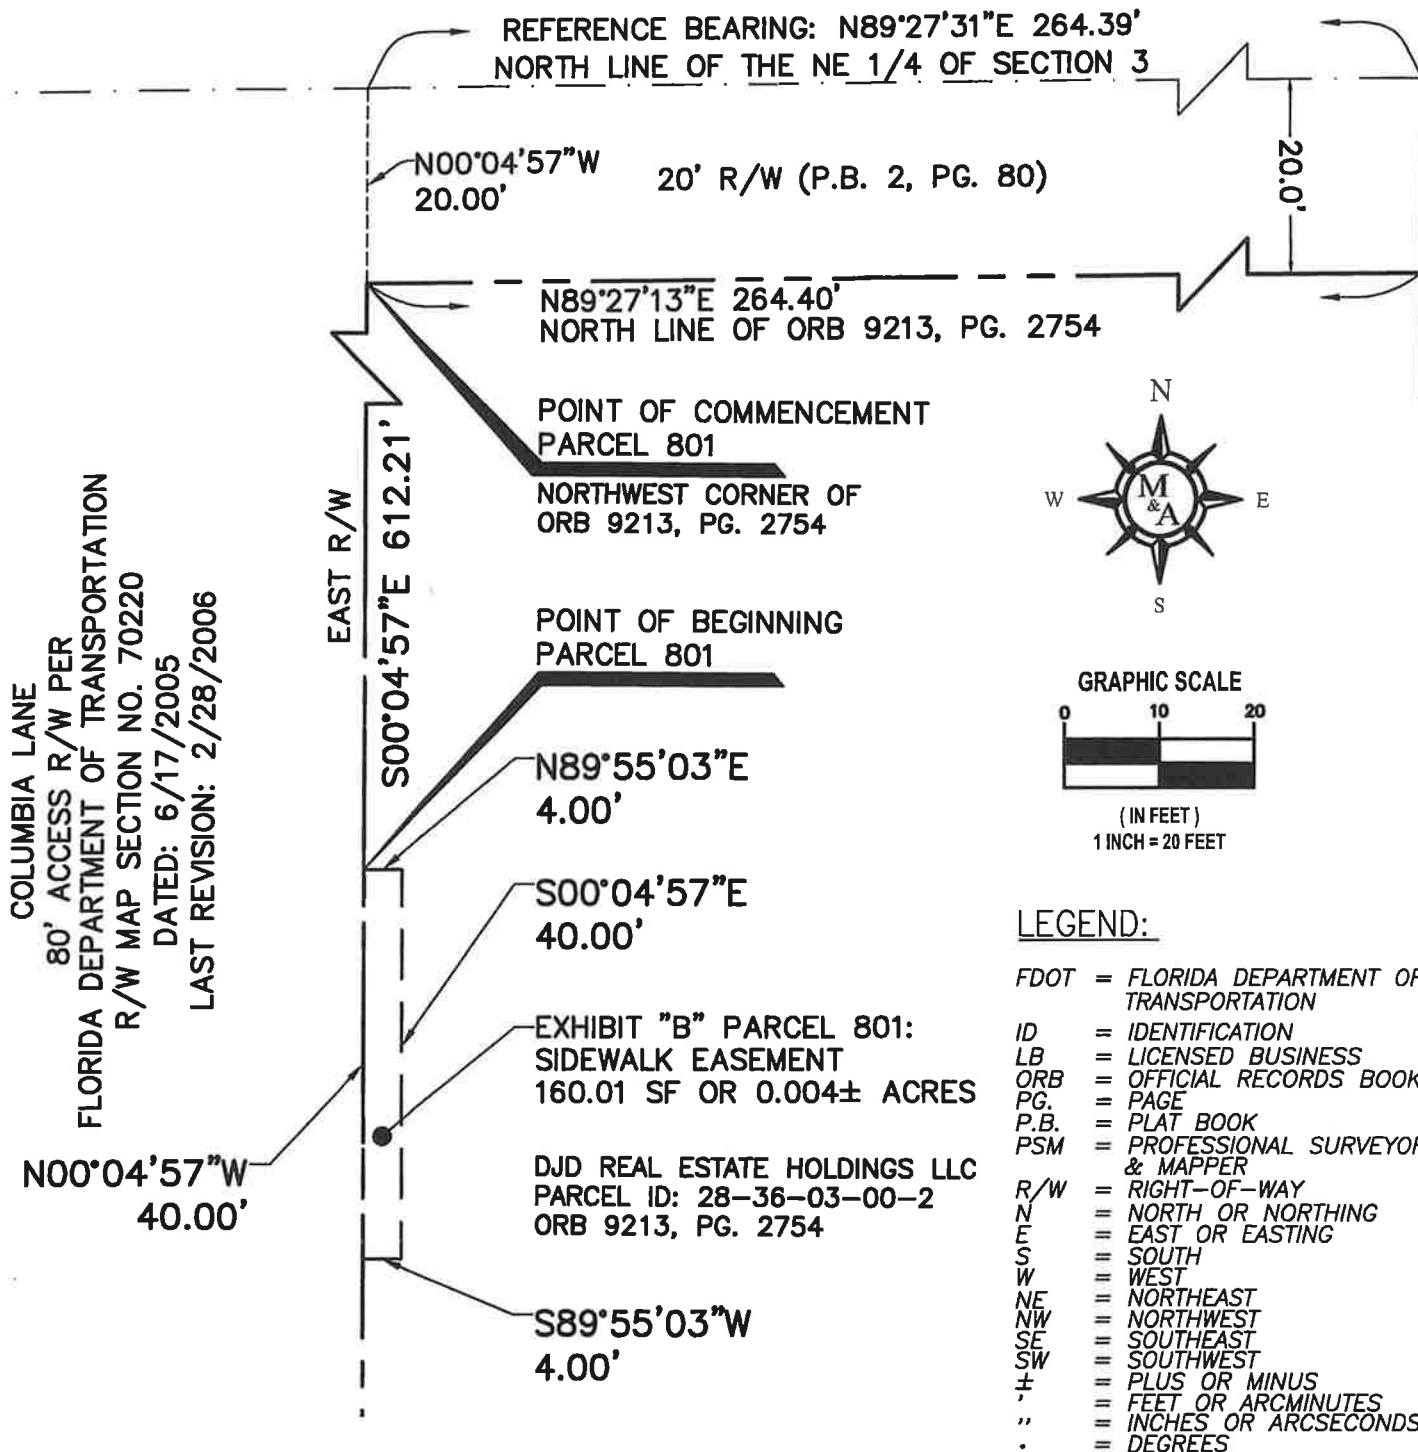 REFERENCE BEARING: N89°27'31"E 264.39'
NORTH LINE OF THE NE 1/4 OF SECTION 3
N00°04'57"W
20.00'
20' R/W (P.B. 2, PG. 80)
20.0'
N89°27'13"E 264.40'
NORTH LINE OF ORB 9213, PG. 2754
POINT OF COMMENCEMENT
PARCEL 801
NORTHWEST CORNER OF
ORB 9213, PG. 2754
EAST R/W
S00°04'57"E 612.21'
COLUMBIA LANE
80' ACCESS R/W PER
FLORIDA DEPARTMENT OF TRANSPORTATION
R/W MAP SECTION NO. 70220
DATED: 6/17/2005
LAST REVISION: 2/28/2006
POINT OF BEGINNING
PARCEL 801
N89°55'03"E
4.00'
S00°04'57"E
40.00'
EXHIBIT "B" PARCEL 801:
SIDEWALK EASEMENT
160.01 SF OR 0.004± ACRES
DJD REAL ESTATE HOLDINGS LLC
PARCEL ID: 28-36-03-00-2
ORB 9213, PG. 2754
N00°04'57"W
40.00'
S89°55'03"W
4.00'
N
W
M
&
A
E
S
GRAPHIC SCALE
0 10 20
( IN FEET )
1 INCH = 20 FEET
LEGEND:
FDOT = FLORIDA DEPARTMENT OF
TRANSPORTATION
ID = IDENTIFICATION
LB = LICENSED BUSINESS
ORB = OFFICIAL RECORDS BOOK
PG. = PAGE
P.B. = PLAT BOOK
PSM = PROFESSIONAL SURVEYOR
& MAPPER
R/W = RIGHT-OF-WAY
N = NORTH OR NORTHING
E = EAST OR EASTING
S = SOUTH
W = WEST
NE = NORTHEAST
NW = NORTHWEST
SE = SOUTHEAST
SW = SOUTHWEST
± = PLUS OR MINUS
' = FEET OR ARCMINUTES
" = INCHES OR ARCSECONDS
° = DEGREES